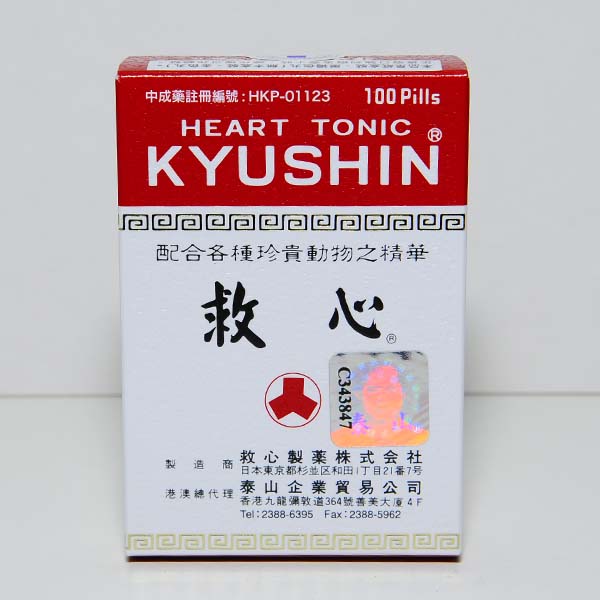 中成藥註冊編號:HKP-01123 100 Pills
HEART TONIC
KYUSHIN®
配合各種珍貴動物之精華
救心®
C343847
製造商 救心製薬株式会社
日本東京都杉並区和田1丁目21番7号
港澳總代理 泰山企業貿易公司
香港九龍彌敦道364號善美大厦4F
Tel:2388-6395 Fax:2388-5962